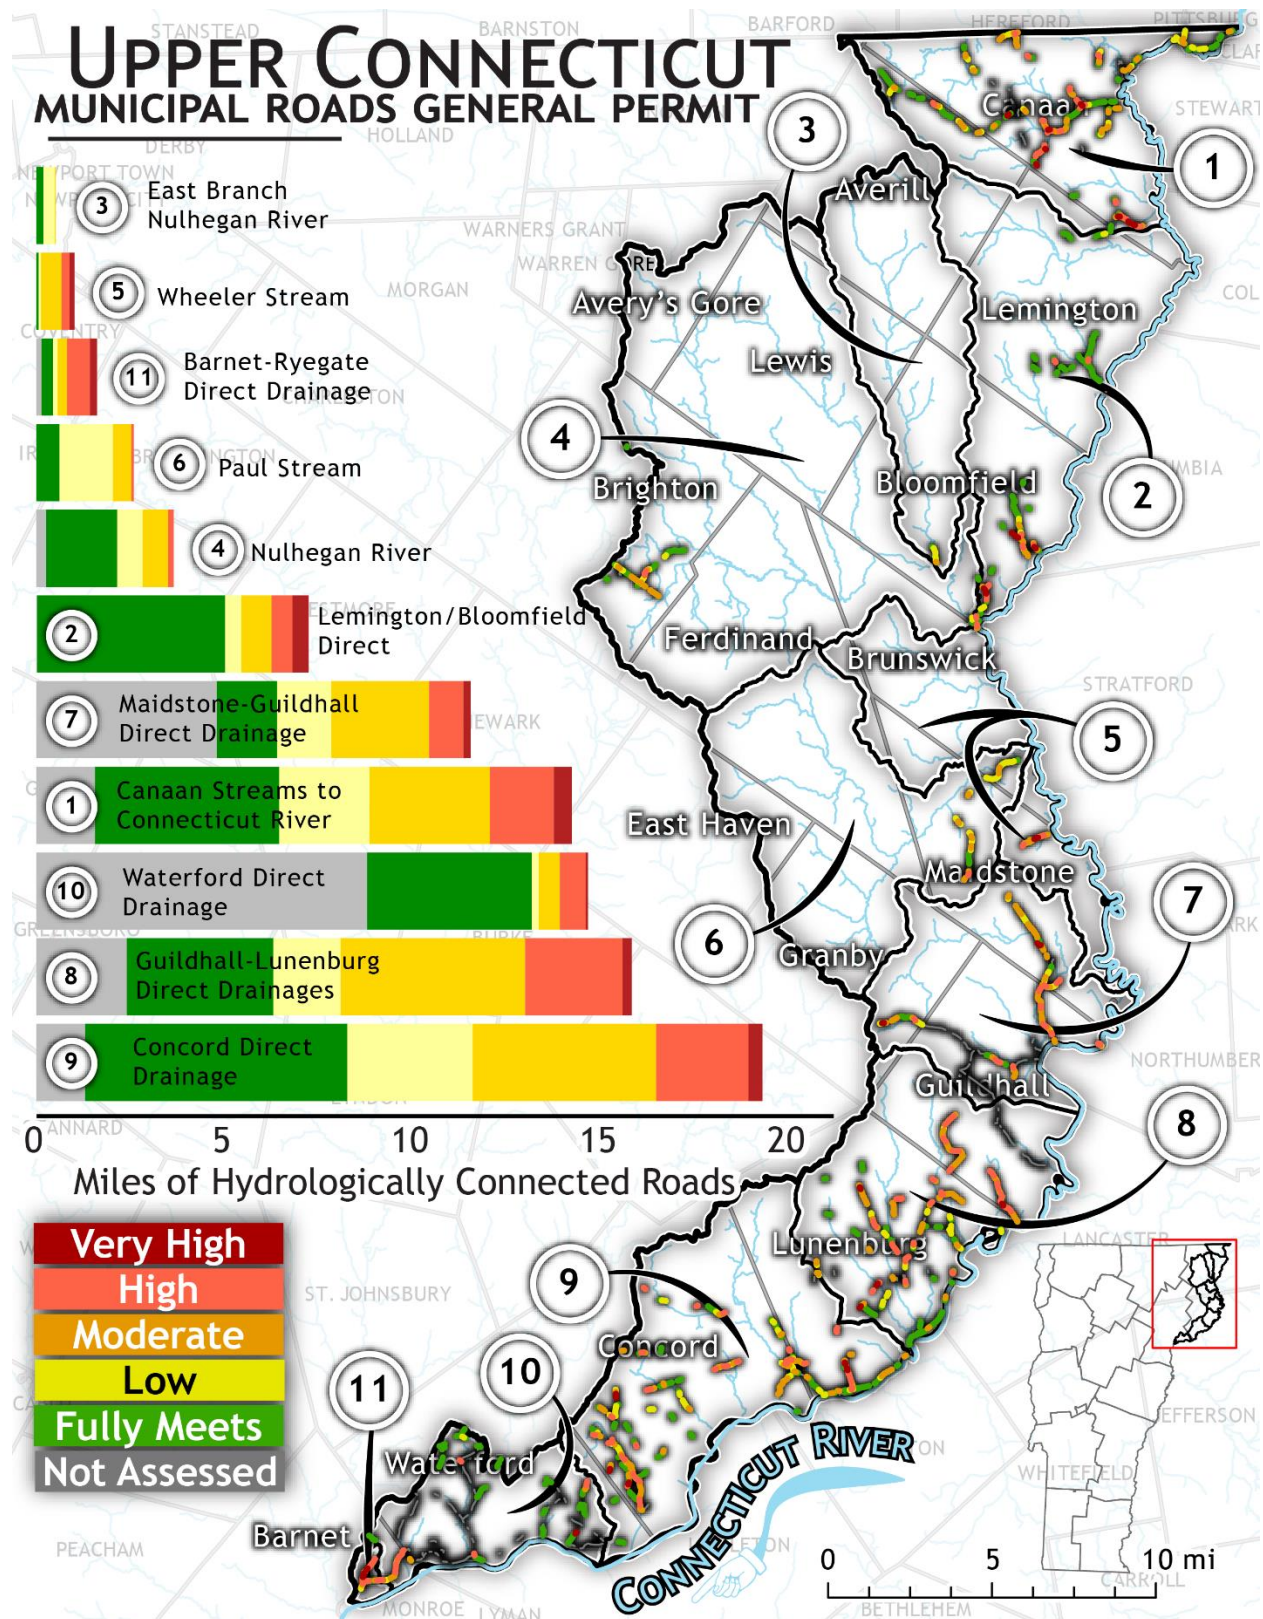 UPPER CONNECTICUT
MUNICIPAL ROADS GENERAL PERMIT
STANSTEAD
BARNSTON
BARFORD
HEREFORD
PITTSBURG
HOLLAND
DERBY
STEWART
WARNERS GRANT
WARREN GORE
MORGAN
COVENTRY
3
East Branch
Nulhegan River
5
Wheeler Stream
11
Barnet-Ryegate
Direct Drainage
6
Paul Stream
4
Nulhegan River
2
Lemington/Bloomfield
Direct
7
Maidstone-Guildhall
Direct Drainage
1
Canaan Streams to
Connecticut River
10
Waterford Direct
Drainage
8
Guildhall-Lunenburg
Direct Drainages
9
Concord Direct
Drainage
0 5 10 15 20
Miles of Hydrologically Connected Roads
Very High
High
Moderate
Low
Fully Meets
Not Assessed
Canaan
1
3
Averill
Avery's Gore
Lewis
Lemington
4
2
Brighton
Bloomfield
Ferdinand
Brunswick
STRATFORD
5
East Haven
Maidstone
6
7
Granby
NORTHUMBER
Guildhall
8
Lunenburg
LANCASTER
9
ST. JOHNSBURY
Concord
10
11
JEFFERSON
Waterford
WHITEFIELD
Barnet
CONNECTICUT RIVER
PEACHAM
0 5 10 mi
CARROLL
MONROE
LYMAN
BETHLEHEM